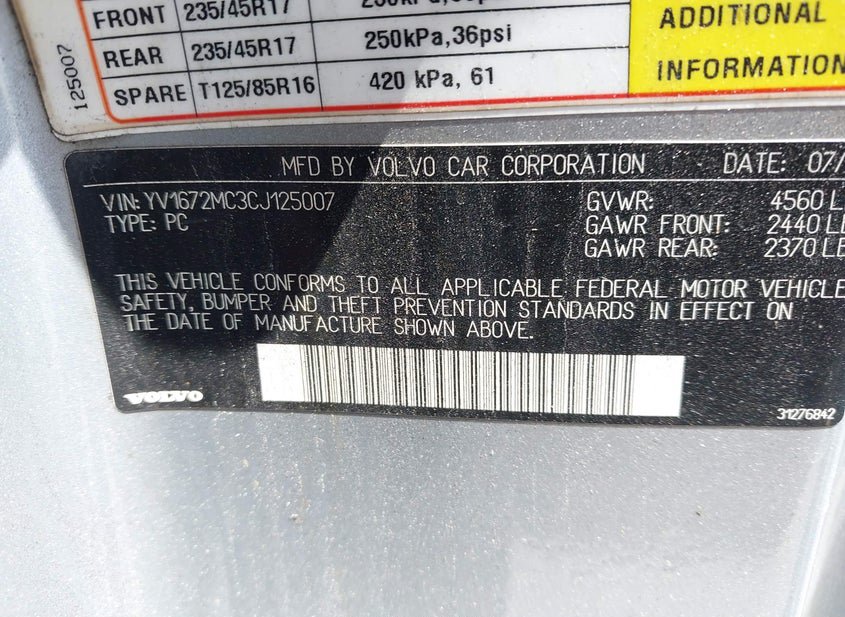 FRONT 235/45R17
REAR 235/45R17 250kPa,36psi
SPARE T125/85R16 420 kPa, 61
ADDITIONAL
INFORMATION
125007
MFD BY VOLVO CAR CORPORATION DATE: 07/
VIN: YV1672MC3CJ125007 GVWR: 4560 L
TYPE: PC GAWR FRONT: 2440 LB
GAWR REAR: 2370 LB
THIS VEHICLE CONFORMS TO ALL APPLICABLE FEDERAL MOTOR VEHICLE
SAFETY, BUMPER AND THEFT PREVENTION STANDARDS IN EFFECT ON
THE DATE OF MANUFACTURE SHOWN ABOVE.
VOLVO
31276842